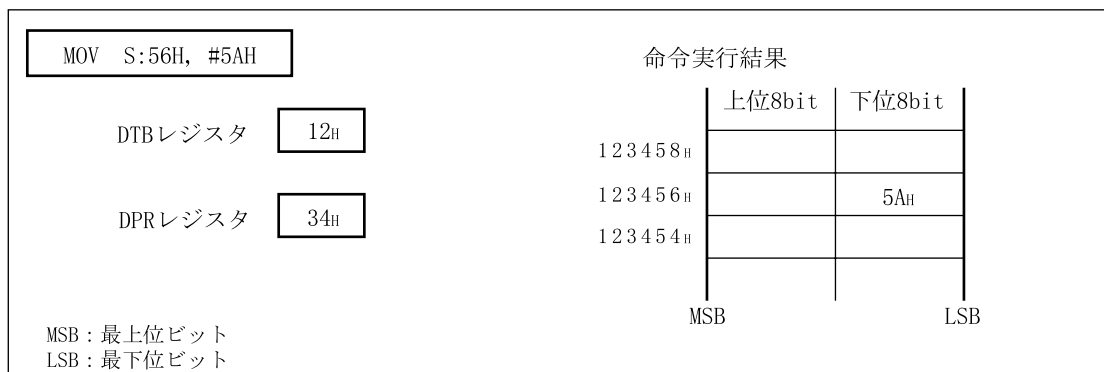 MOV S:56H, #5AH
命令実行結果
上位8bit 下位8bit
DTBレジスタ 12H
123458H
123456H 5AH
DPRレジスタ 34H
123454H
MSB LSB
MSB：最上位ビット
LSB：最下位ビット